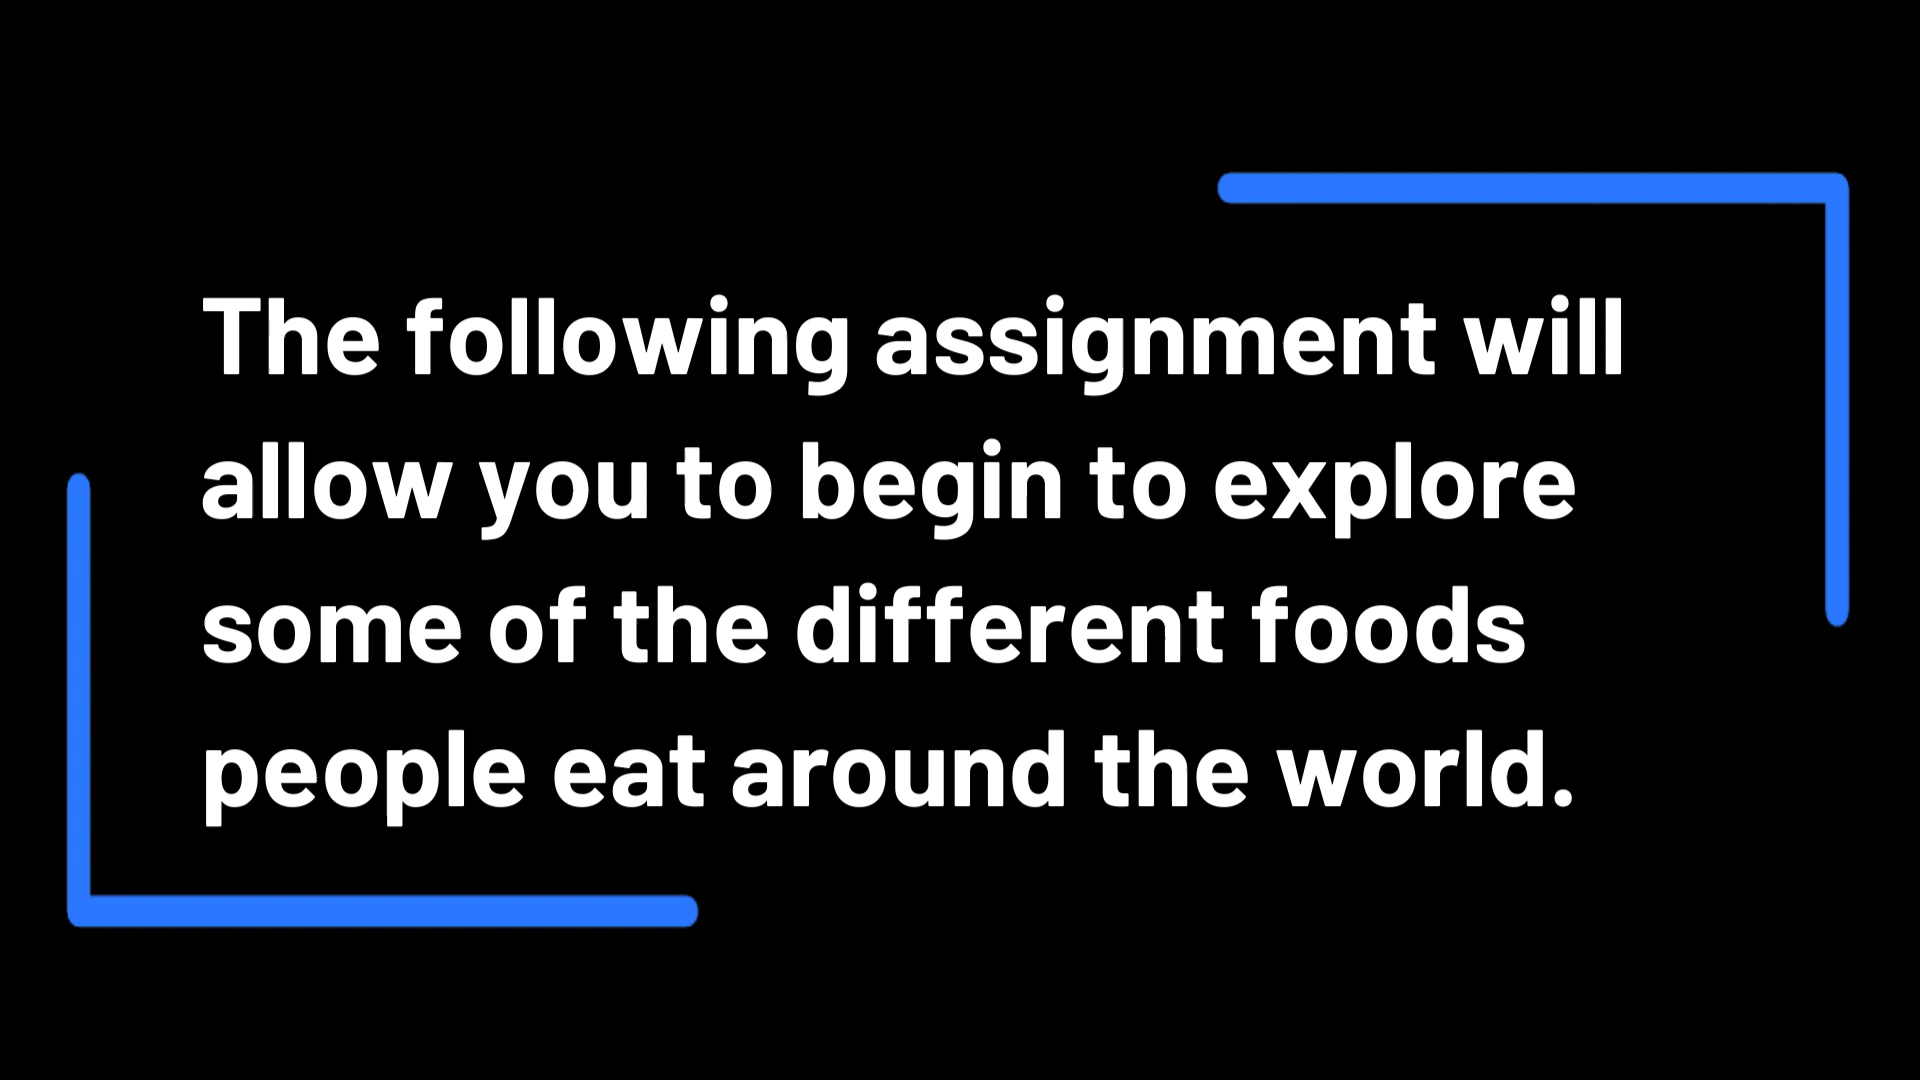 The following assignment will
allow you to begin to explore
some of the different foods
people eat around the world.